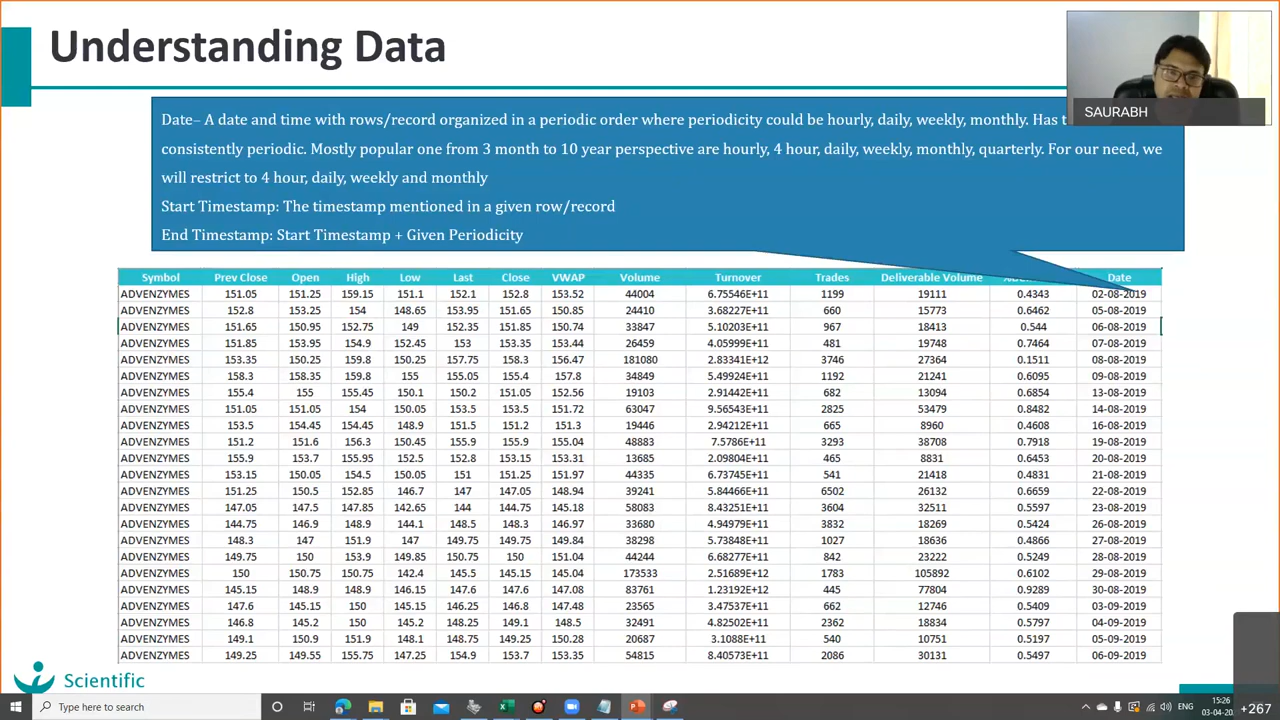 Understanding Data
SAURABH
Date– A date and time with rows/record organized in a periodic order where periodicity could be hourly, daily, weekly, monthly. Has t
consistently periodic. Mostly popular one from 3 month to 10 year perspective are hourly, 4 hour, daily, weekly, monthly, quarterly. For our need, we
will restrict to 4 hour, daily, weekly and monthly
Start Timestamp: The timestamp mentioned in a given row/record
End Timestamp: Start Timestamp + Given Periodicity
Symbol Prev Close Open High Low Last Close VWAP Volume Turnover Trades Deliverable Volume Date
ADVENZYMES 151.05 151.25 159.15 151.1 152.1 152.8 153.52 44004 6.75546E+11 1199 19111 0.4343 02-08-2019
ADVENZYMES 152.8 153.25 154 148.65 153.95 151.65 150.85 24410 3.68227E+11 660 15773 0.6462 05-08-2019
ADVENZYMES 151.65 150.95 152.75 149 152.35 151.85 150.74 33847 5.10203E+11 967 18413 0.544 06-08-2019
ADVENZYMES 151.85 153.95 154.9 152.45 153 153.35 153.44 26459 4.05999E+11 481 19748 0.7464 07-08-2019
ADVENZYMES 153.35 150.25 159.8 150.25 157.75 158.3 156.47 181080 2.83341E+12 3746 27364 0.1511 08-08-2019
ADVENZYMES 158.3 158.35 159.8 155 155.05 155.4 157.8 34849 5.49924E+11 1192 21241 0.6095 09-08-2019
ADVENZYMES 155.4 155 155.45 150.1 150.2 151.05 152.56 19103 2.91442E+11 682 13094 0.6854 13-08-2019
ADVENZYMES 151.05 151.05 154 150.05 153.5 153.5 151.72 63047 9.56543E+11 2825 53479 0.8482 14-08-2019
ADVENZYMES 153.5 154.45 154.45 148.9 151.5 151.2 151.3 19446 2.94212E+11 665 8960 0.4608 16-08-2019
ADVENZYMES 151.2 151.6 156.3 150.45 155.9 155.9 155.04 48883 7.5786E+11 3293 38708 0.7918 19-08-2019
ADVENZYMES 155.9 153.7 155.95 152.5 152.8 153.15 153.31 13685 2.09804E+11 465 8831 0.6453 20-08-2019
ADVENZYMES 153.15 150.05 154.5 150.05 151 151.25 151.97 44335 6.73745E+11 541 21418 0.4831 21-08-2019
ADVENZYMES 151.25 150.5 152.85 146.7 147 147.05 148.94 39241 5.84466E+11 6502 26132 0.6659 22-08-2019
ADVENZYMES 147.05 147.5 147.85 142.65 144 144.75 145.18 58083 8.43251E+11 3604 32511 0.5597 23-08-2019
ADVENZYMES 144.75 146.9 148.9 144.1 148.5 148.3 146.97 33680 4.94979E+11 3832 18269 0.5424 26-08-2019
ADVENZYMES 148.3 147 151.9 147 149.75 149.75 149.84 38298 5.73848E+11 1027 18636 0.4866 27-08-2019
ADVENZYMES 149.75 150 153.9 149.85 150.75 150 151.04 44244 6.68277E+11 842 23222 0.5249 28-08-2019
ADVENZYMES 150 150.75 150.75 142.4 145.5 145.15 145.04 173533 2.51689E+12 1783 105892 0.6102 29-08-2019
ADVENZYMES 145.15 148.9 148.9 146.15 147.6 147.6 147.08 83761 1.23192E+12 445 77804 0.9289 30-08-2019
ADVENZYMES 147.6 145.15 150 145.15 146.25 146.8 147.48 23565 3.47537E+11 662 12746 0.5409 03-09-2019
ADVENZYMES 146.8 145.2 150 145.2 148.25 149.1 148.5 32491 4.82502E+11 2362 18834 0.5797 04-09-2019
ADVENZYMES 149.1 150.9 151.9 148.1 148.75 149.25 150.28 20687 3.1088E+11 540 10751 0.5197 05-09-2019
ADVENZYMES 149.25 149.55 155.75 147.25 154.9 153.7 153.35 54815 8.40573E+11 2086 30131 0.5497 06-09-2019
Scientific
Type here to search
ENG
15:26
03-04-20
+267